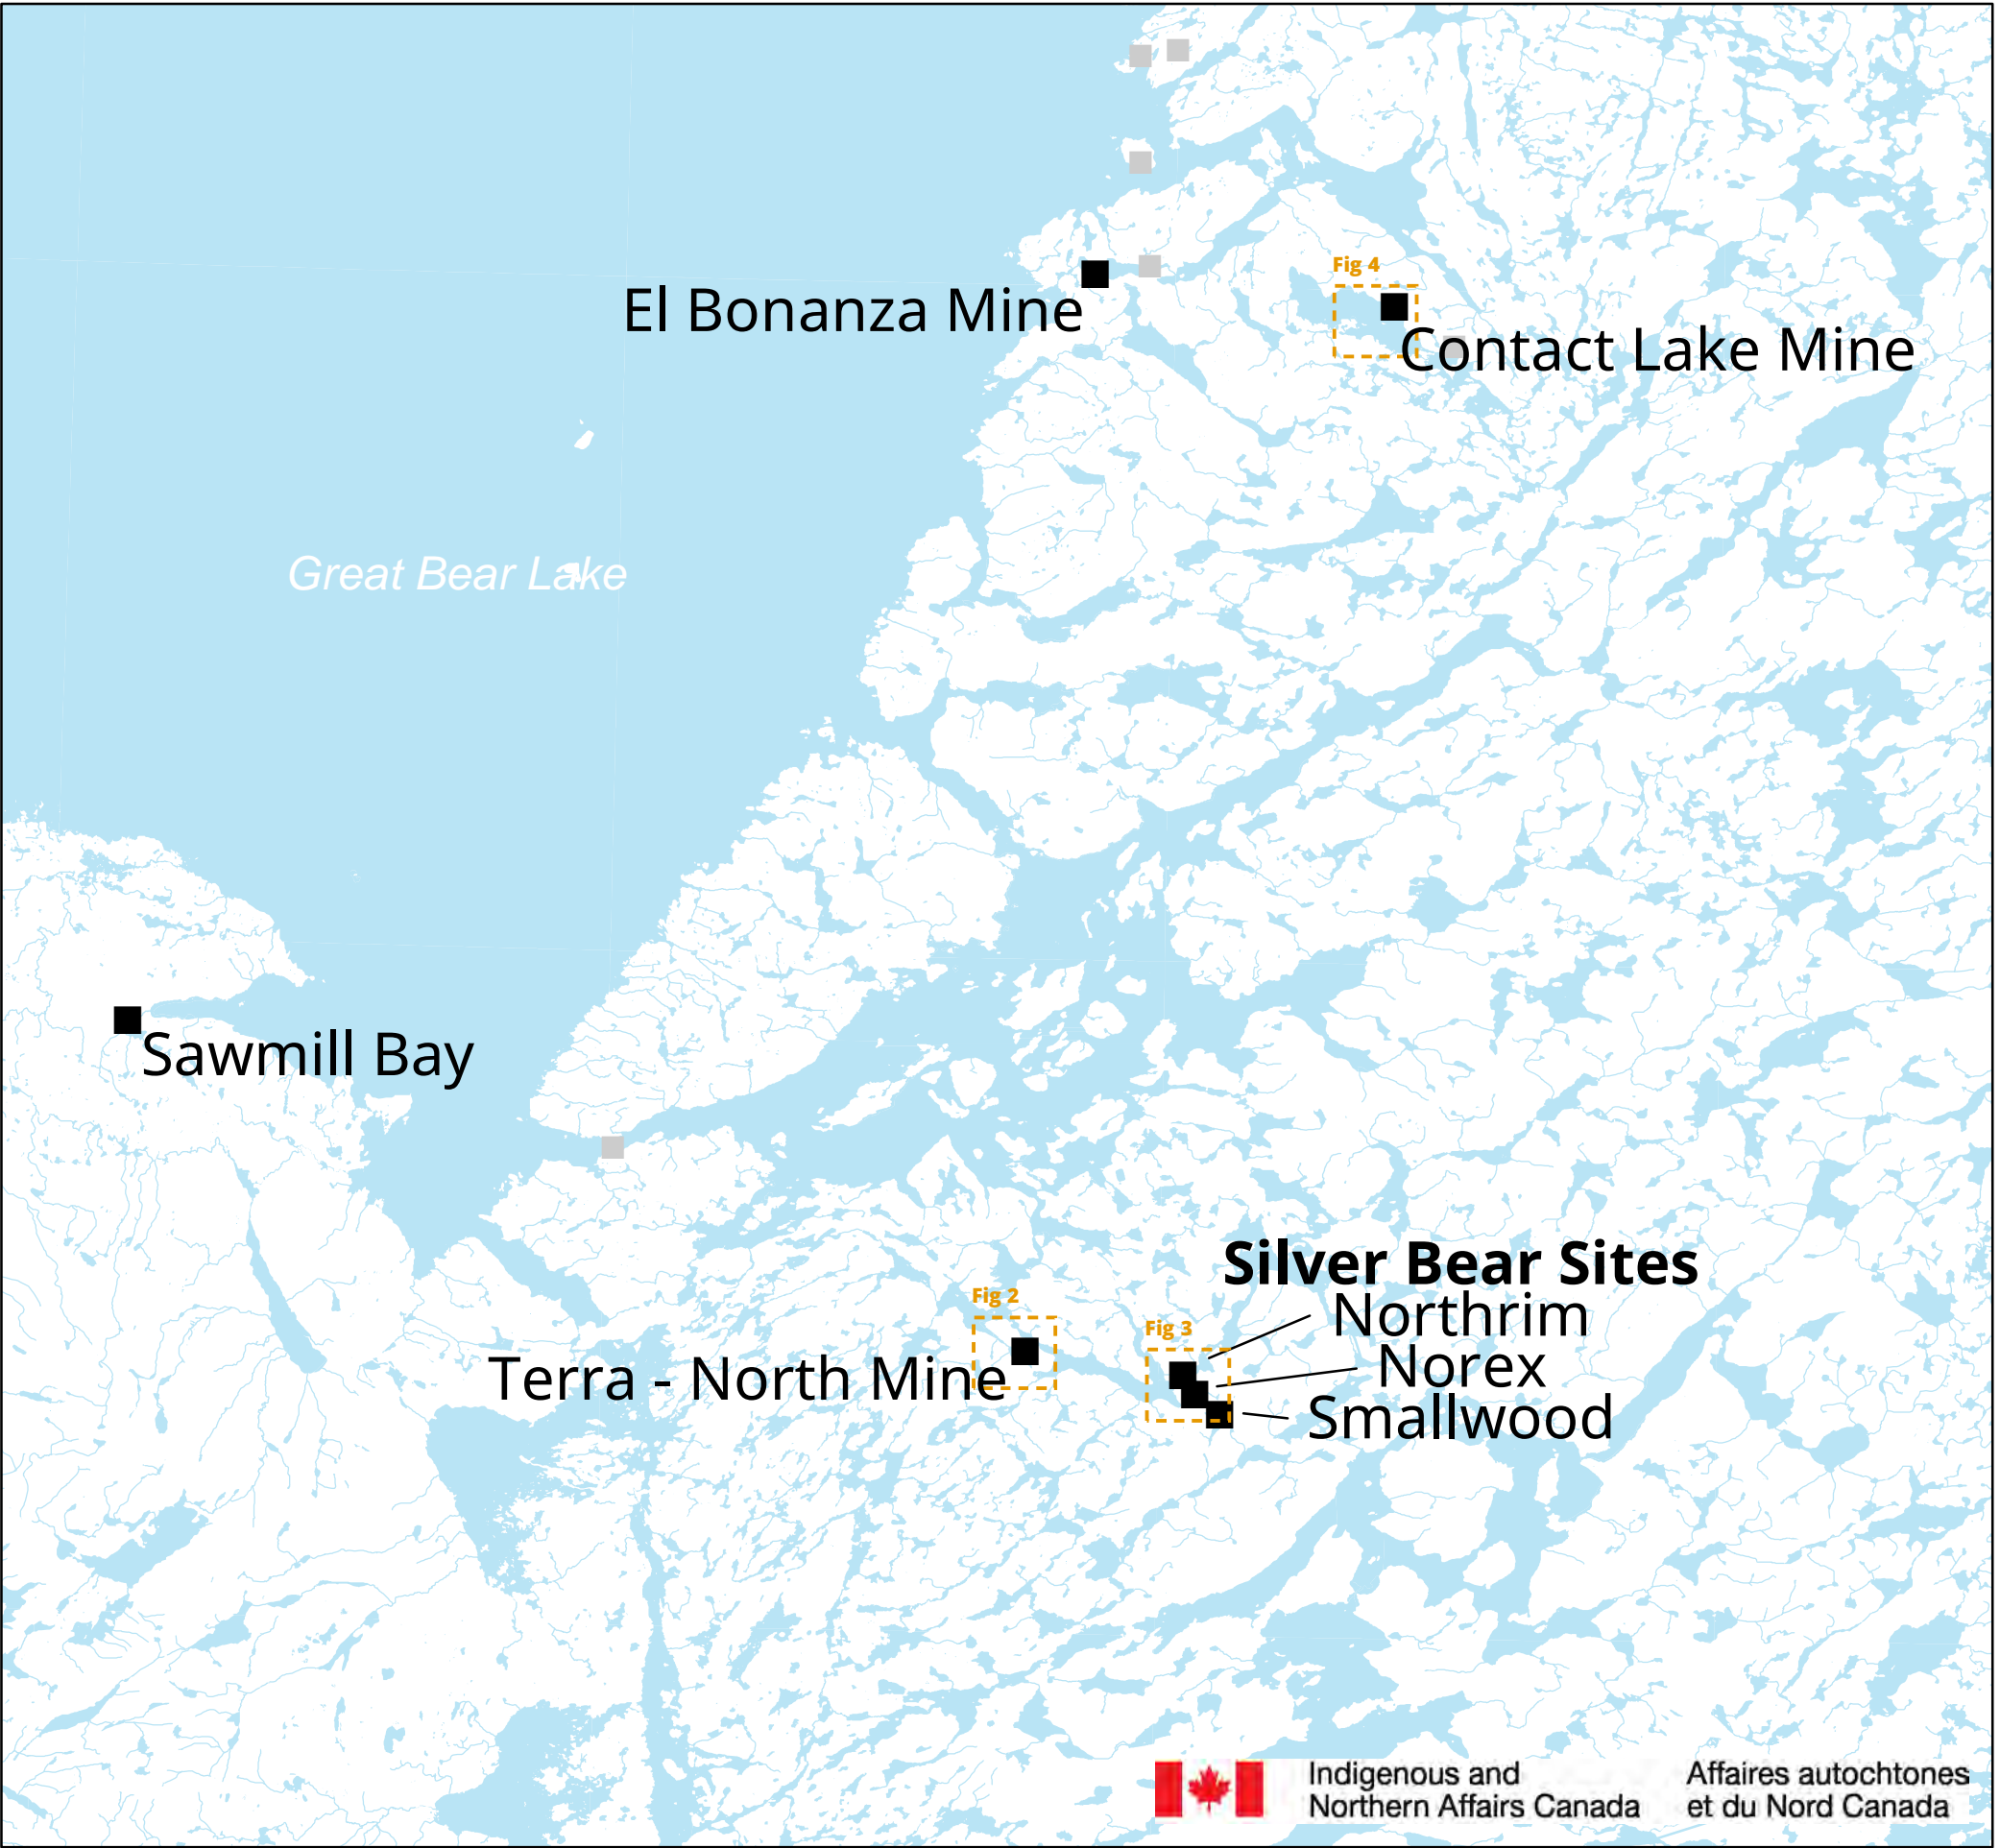 Fig 4
El Bonanza Mine
Contact Lake Mine
Great Bear Lake
Sawmill Bay
Silver Bear Sites
Northrim
Fig 2
Fig 3
Norex
Terra - North Mine
Smallwood
Indigenous and
Northern Affairs Canada
Affaires autochtones
et du Nord Canada